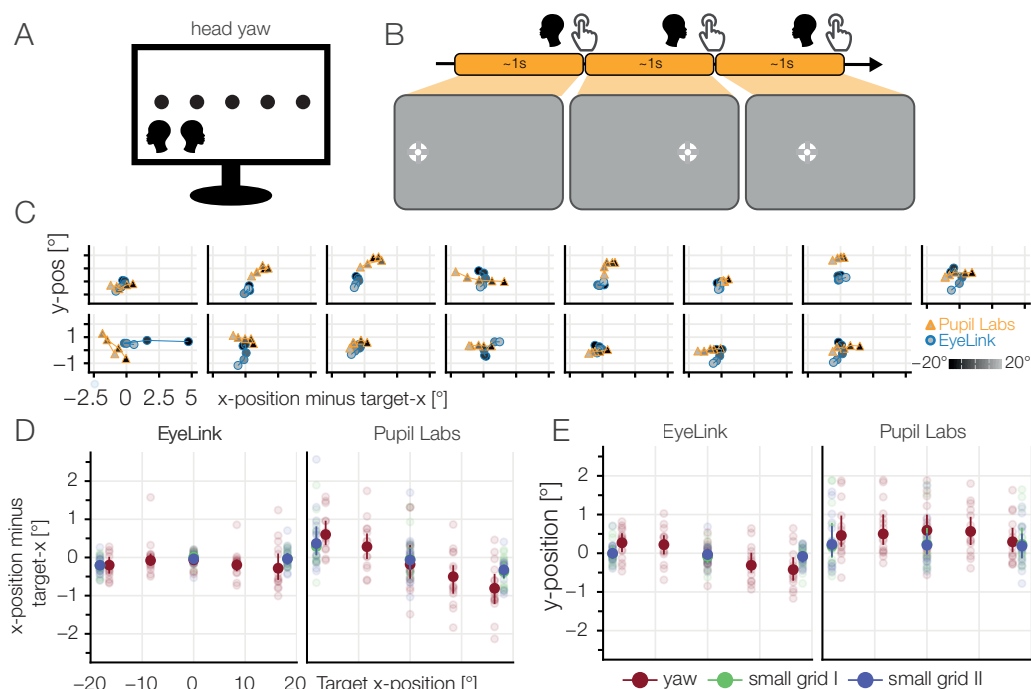 A
head yaw
B
~1s
~1s
~1s
C
y-pos [°]
1
−1
−2.5
0
2.5
5
x-position minus target-x [°]
Pupil Labs
EyeLink
−20°
20°
D
EyeLink
Pupil Labs
x-position minus
target-x [°]
2
1
0
−1
−2
−20
−10
0
10
20
Target x-position [°]
E
EyeLink
Pupil Labs
y-position [°]
2
1
0
−1
−2
yaw
small grid I
small grid II